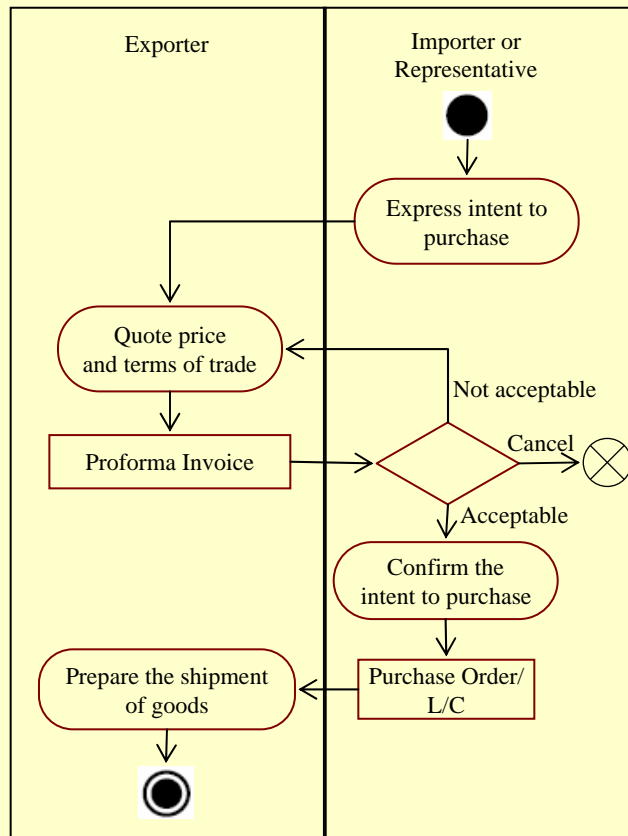 Exporter
Importer or
Representative
Express intent to
purchase
Quote price
and terms of trade
Not acceptable
Proforma Invoice
Cancel
Acceptable
Confirm the
intent to purchase
Prepare the shipment
of goods
Purchase Order/
L/C